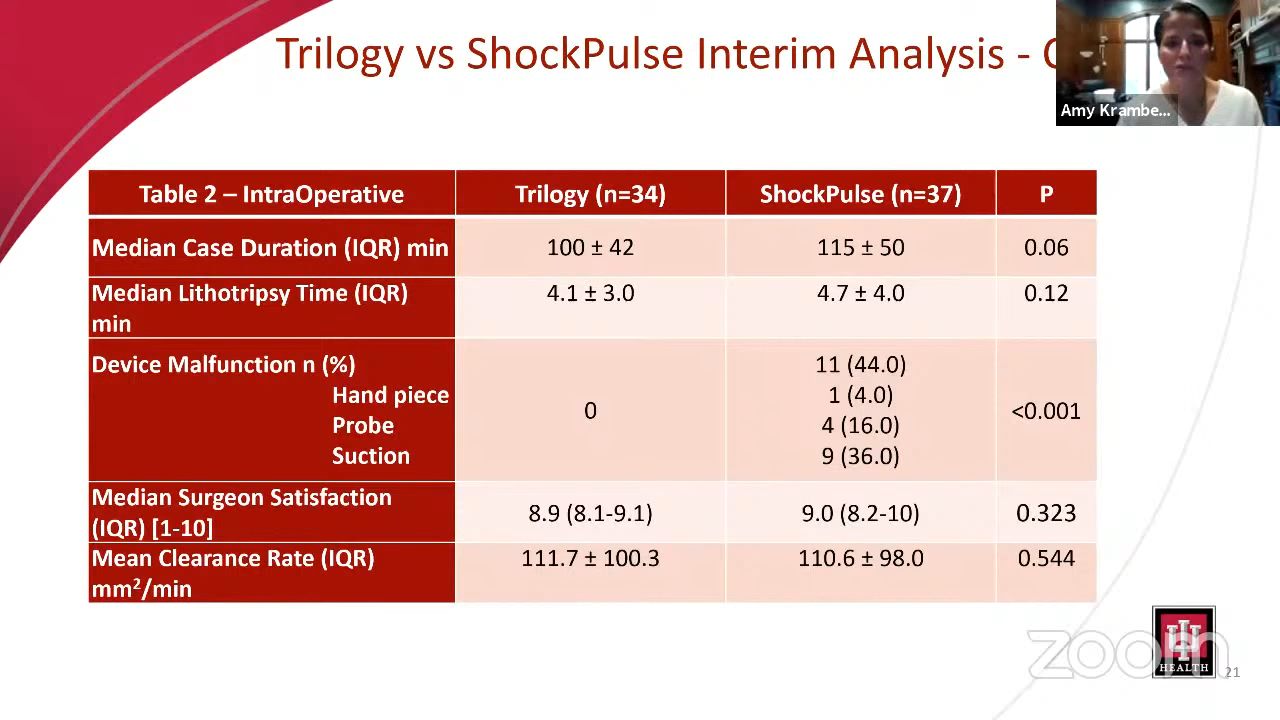 Trilogy vs ShockPulse Interim Analysis -
Amy Krambe...
Table 2 – IntraOperative Trilogy (n=34) ShockPulse (n=37) P
Median Case Duration (IQR) min 100 ± 42 115 ± 50 0.06
Median Lithotripsy Time (IQR) 4.1 ± 3.0 4.7 ± 4.0 0.12
min
Device Malfunction n (%) 11 (44.0)
Hand piece 1 (4.0)
0 <0.001
Probe 4 (16.0)
Suction 9 (36.0)
Median Surgeon Satisfaction
(IQR) [1-10] 8.9 (8.1-9.1) 9.0 (8.2-10) 0.323
Mean Clearance Rate (IQR) 111.7 ± 100.3 110.6 ± 98.0 0.544
mm²/min
zoom
HEALTH
21